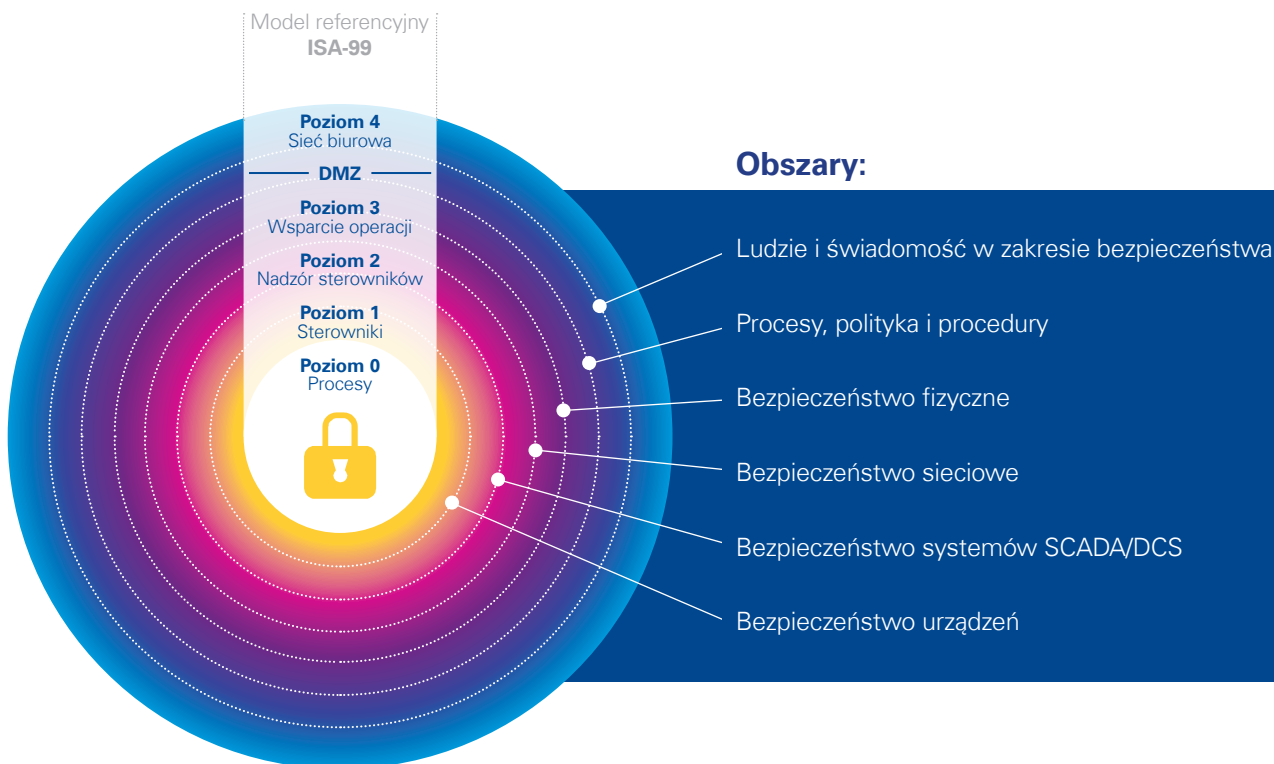 Model referencyjny
ISA-99
Poziom 4
Sieć biurowa
DMZ
Poziom 3
Wsparcie operacji
Poziom 2
Nadzór sterowników
Poziom 1
Sterowniki
Poziom 0
Procesy
Obszary:
Ludzie i świadomość w zakresie bezpieczeństwa
Procesy, polityka i procedury
Bezpieczeństwo fizyczne
Bezpieczeństwo sieciowe
Bezpieczeństwo systemów SCADA/DCS
Bezpieczeństwo urządzeń